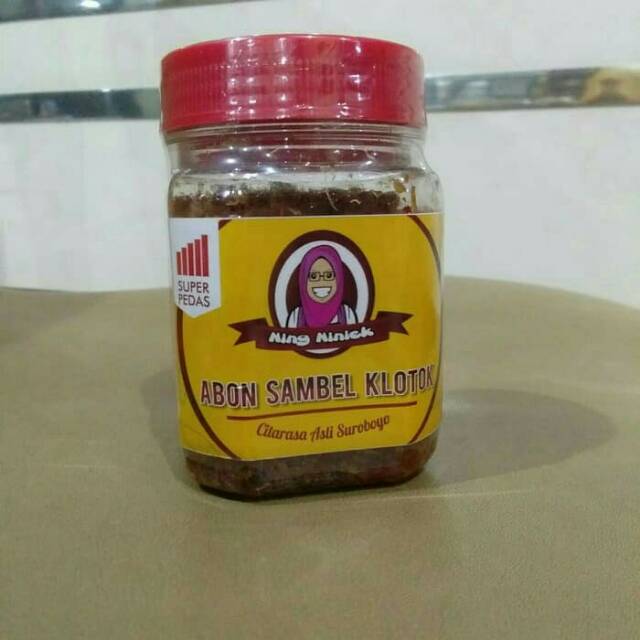 SUPER
PEDAS
Ning Niniek
ABON SAMBEL KLOTOK
Citarasa Asli Suroboyo